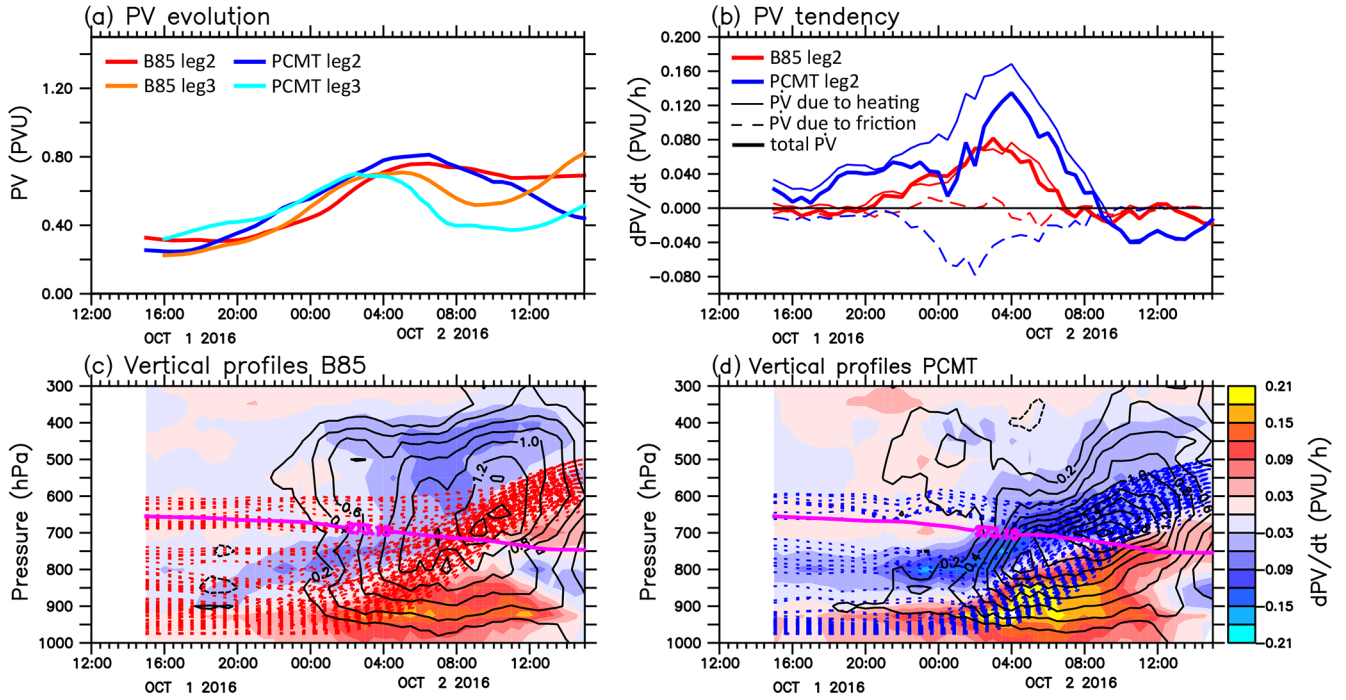 (a) PV evolution
B85 leg2
PCMT leg2
B85 leg3
PCMT leg3
PV (PVU)
1.20
0.80
0.40
0.00
12:00 16:00 20:00 00:00 04:00 08:00 12:00
OCT 1 2016
OCT 2 2016
(b) PV tendency
B85 leg2
PCMT leg2
PV due to heating
PV due to friction
total PV
dPV/dt (PVU/h)
0.200
0.160
0.120
0.080
0.040
0.000
-0.040
-0.080
12:00 16:00 20:00 00:00 04:00 08:00 12:00
OCT 1 2016
OCT 2 2016
(c) Vertical profiles B85
Pressure (hPa)
300
400
500
600
700
800
900
1000
1.0
1.2
0.6
0.2
12:00 16:00 20:00 00:00 04:00 08:00 12:00
OCT 1 2016
OCT 2 2016
(d) Vertical profiles PCMT
Pressure (hPa)
300
400
500
600
700
800
900
1000
0.2
1.0
0.2
0.4
12:00 16:00 20:00 00:00 04:00 08:00 12:00
OCT 1 2016
OCT 2 2016
0.21
0.15
0.09
0.03
-0.03
-0.09
-0.15
-0.21
dPV/dt (PVU/h)